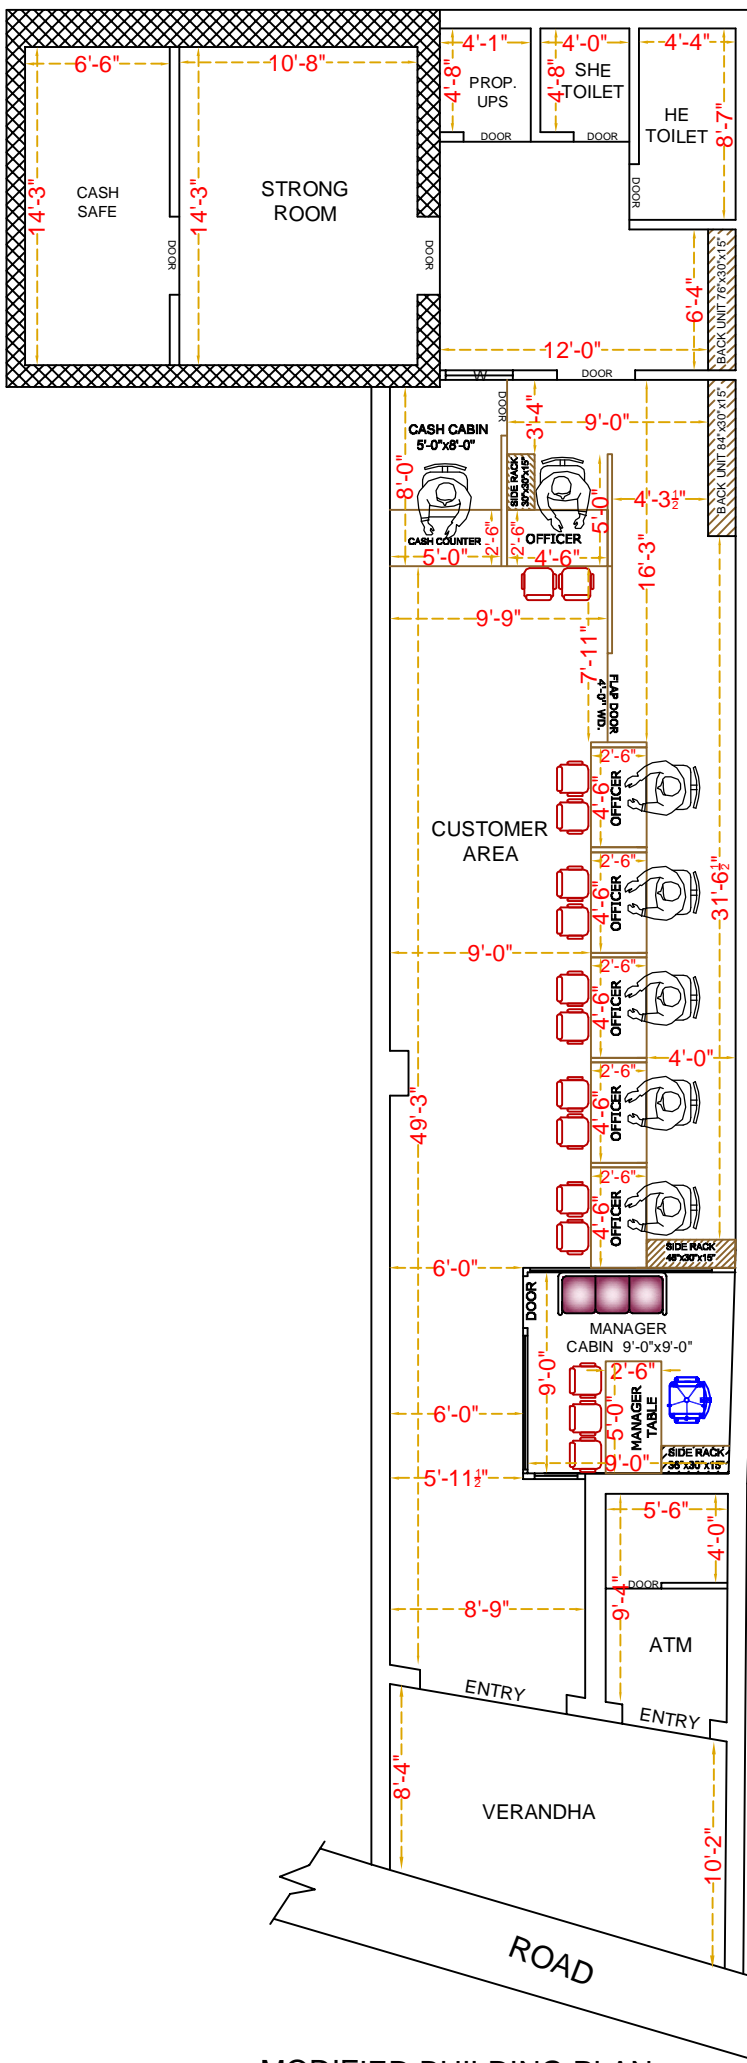 6'-6"
10'-8"
4'-1"
4'-0"
4'-4"
4'-8"
PROP.
UPS
4'-8"
SHE
TOILET
HE
TOILET
8'-7"
DOOR
DOOR
DOOR
14'-3"
CASH
SAFE
14'-3"
STRONG
ROOM
DOOR
DOOR
6'-4"
BACK UNIT 76"x30"x15"
12'-0"
W
DOOR
CASH CABIN
5'-0"x8'-0"
DOOR
3'-4"
9'-0"
BACK UNIT 84"x30"x15"
8'-0"
SIDE RACK
30"x30"x15"
5'-0"
4'-3½"
CASH COUNTER
2'-6"
2'-6"
OFFICER
5'-0"
4'-6"
16'-3"
9'-9"
7'-11"
FLAP DOOR
4'-0" WD.
2'-6"
4'-6"
OFFICER
CUSTOMER
AREA
2'-6"
4'-6"
OFFICER
31'-6½"
9'-0"
2'-6"
4'-6"
OFFICER
4'-0"
2'-6"
4'-6"
OFFICER
49'-3"
2'-6"
4'-6"
OFFICER
SIDE RACK
48"x30"x15"
6'-0"
DOOR
MANAGER
CABIN 9'-0"x9'-0"
9'-0"
2'-6"
5'-0"
MANAGER
TABLE
6'-0"
SIDE RACK
36"x30"x15"
9'-0"
5'-11½"
5'-6"
4'-0"
DOOR
9'-4"
8'-9"
ATM
ENTRY
ENTRY
8'-4"
VERANDHA
10'-2"
ROAD
MODIFIED BUILDING PLAN